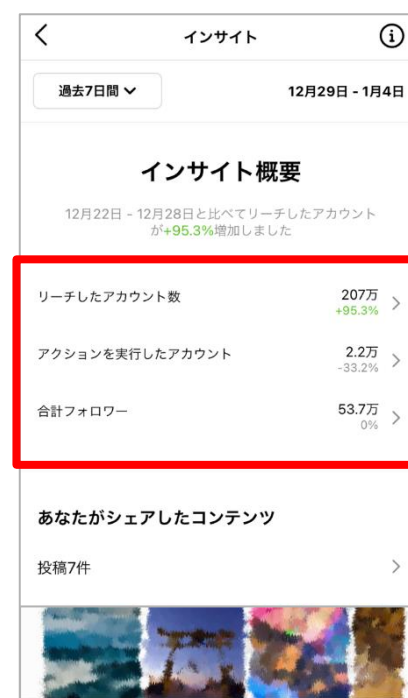 インサイト
過去7日間
12月29日 - 1月4日
インサイト概要
12月22日 - 12月28日と比べてリーチしたアカウント
が+95.3%増加しました
リーチしたアカウント数
207万
+95.3%
アクションを実行したアカウント
2.2万
-33.2%
合計フォロワー
53.7万
0%
あなたがシェアしたコンテンツ
投稿7件